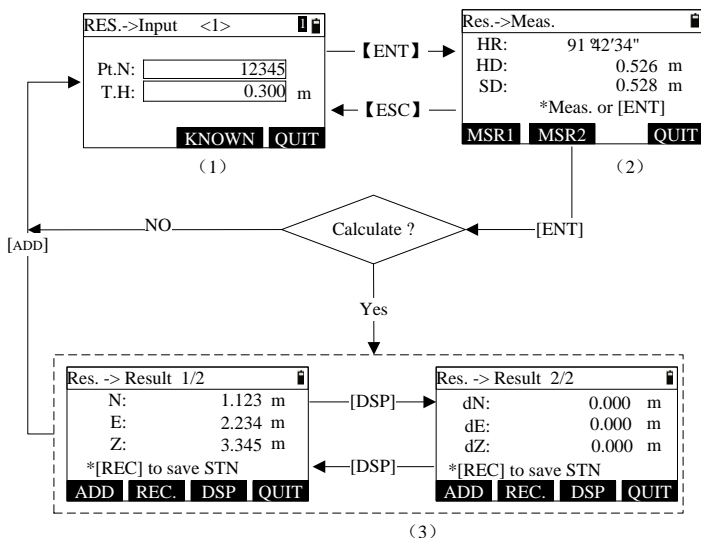 RES.->Input <1> 1
Pt.N: 12345
T.H: 0.300 m
KNOWN QUIT
(1)
【ENT】
【ESC】
Res.->Meas.
HR: 91°42'34"
HD: 0.526 m
SD: 0.528 m
*Meas. or [ENT]
MSR1 MSR2 QUIT
(2)
[ADD]
NO
Calculate ?
[ENT]
Yes
Res. -> Result 1/2
N: 1.123 m
E: 2.234 m
Z: 3.345 m
*[REC] to save STN
ADD REC. DSP QUIT
[DSP]
[DSP]
Res. -> Result 2/2
dN: 0.000 m
dE: 0.000 m
dZ: 0.000 m
*[REC] to save STN
ADD REC. DSP QUIT
(3)